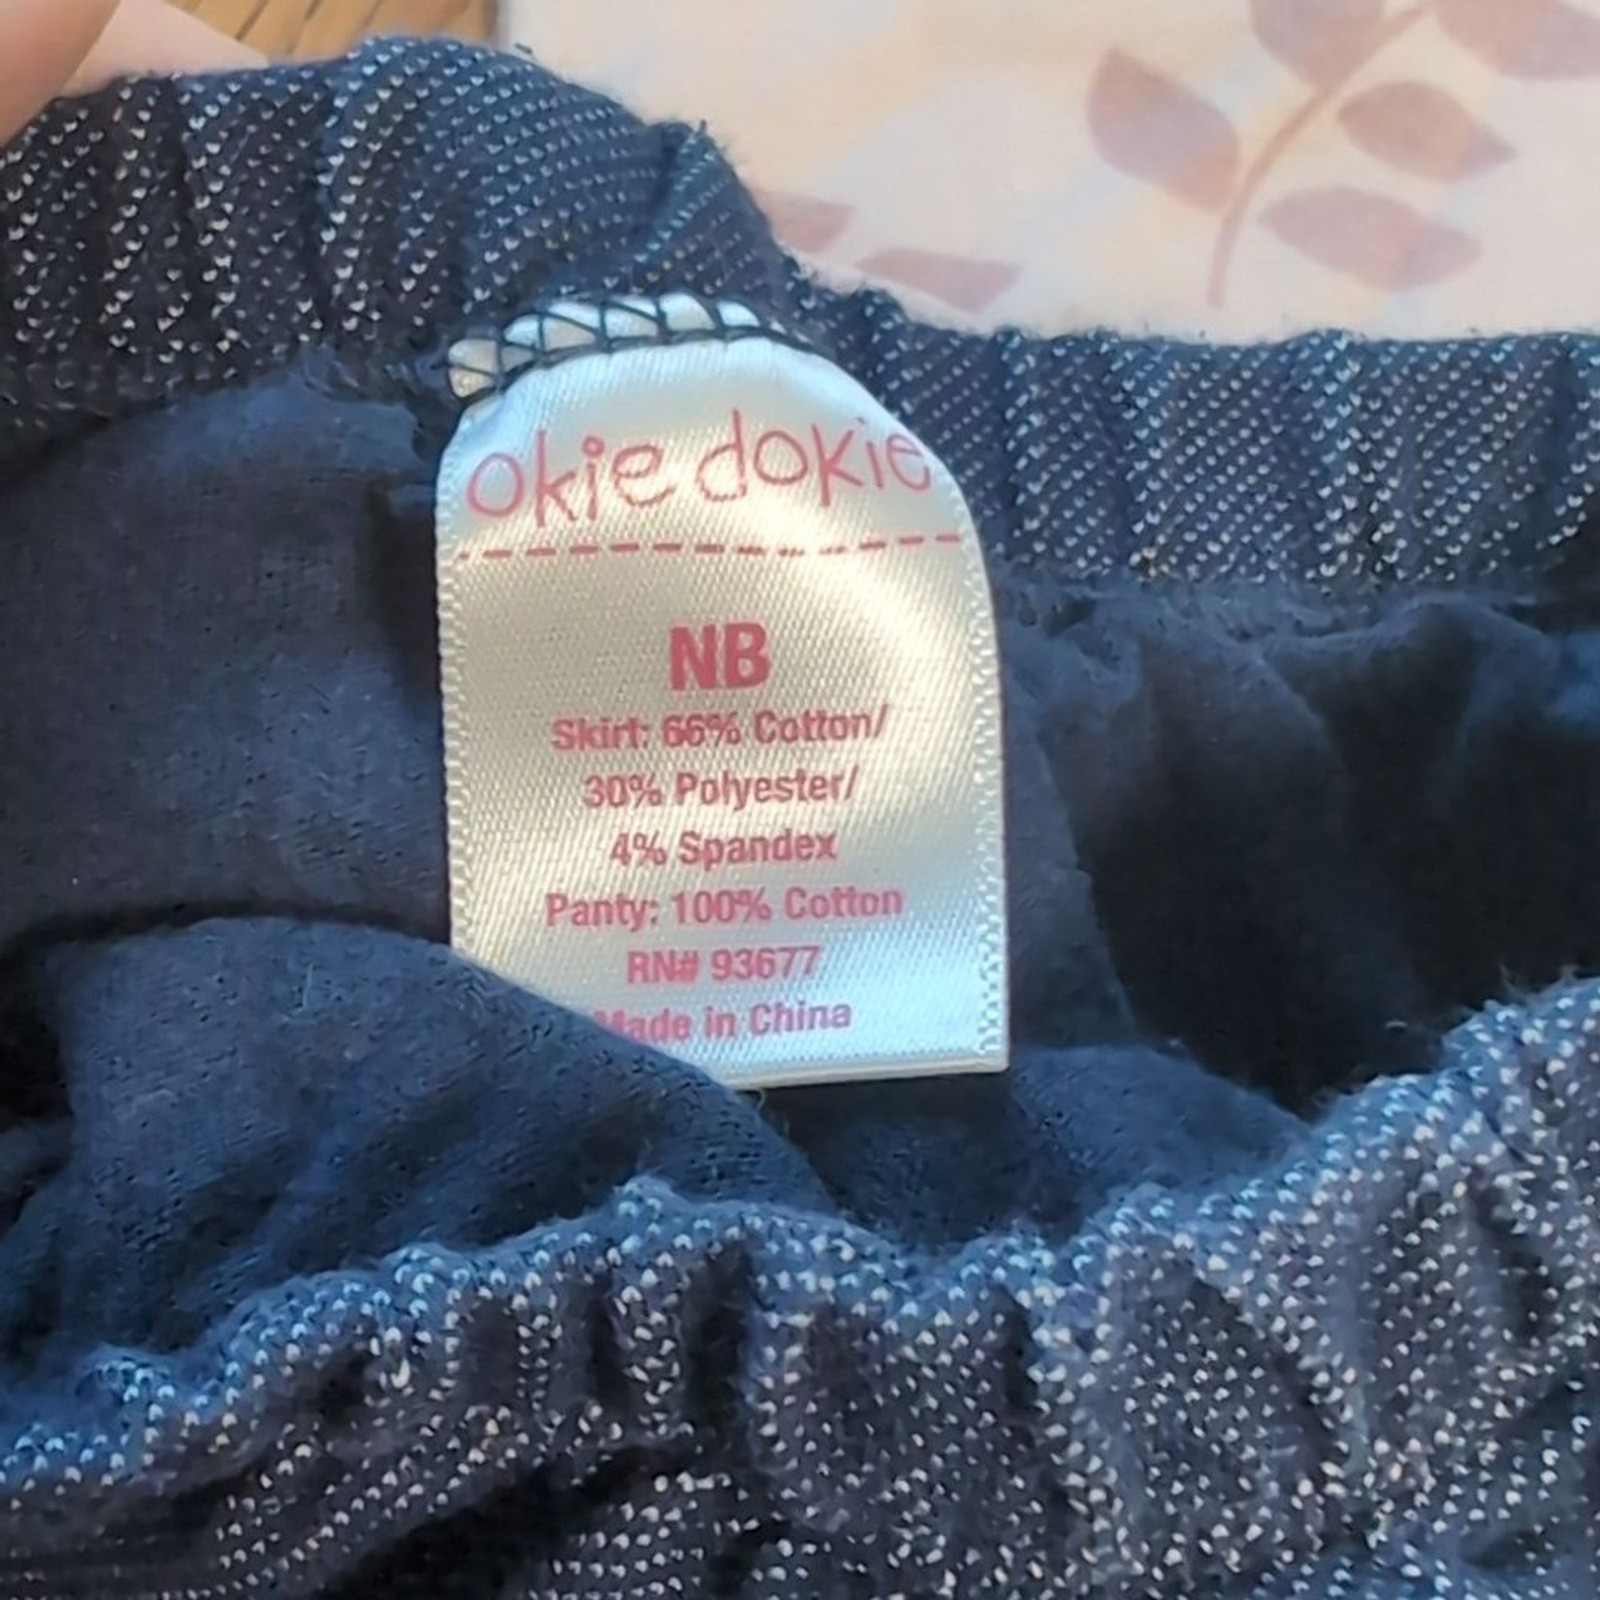 okie dokie
NB
Skirt: 66% Cotton/
30% Polyester/
4% Spandex
Panty: 100% Cotton
RN# 93677
Made in China